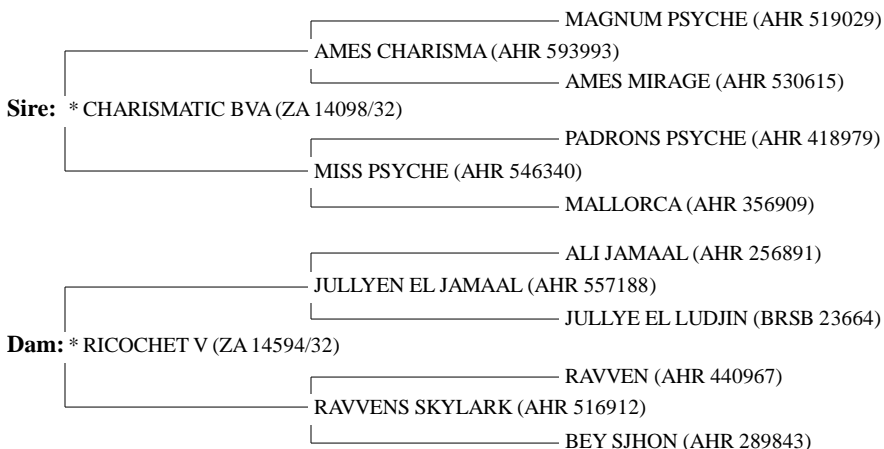 MAGNUM PSYCHE (AHR 519029)
AMES CHARISMA (AHR 593993)
AMES MIRAGE (AHR 530615)
Sire: * CHARISMATIC BVA (ZA 14098/32)
PADRONS PSYCHE (AHR 418979)
MISS PSYCHE (AHR 546340)
MALLORCA (AHR 356909)
ALI JAMAAL (AHR 256891)
JULLYEN EL JAMAAL (AHR 557188)
JULLYE EL LUDJIN (BRSB 23664)
Dam: * RICOCHET V (ZA 14594/32)
RAVVEN (AHR 440967)
RAVVENS SKYLARK (AHR 516912)
BEY SJHON (AHR 289843)